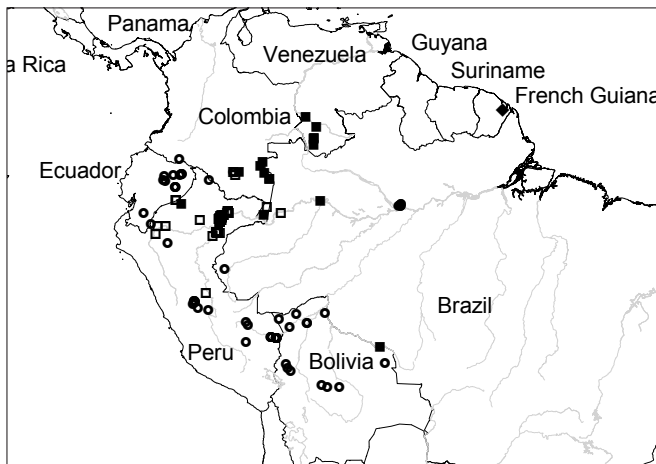 Panama
Guyana
Venezuela
a Rica
Suriname
French Guiana
Colombia
Ecuador
Brazil
Peru
Bolivia